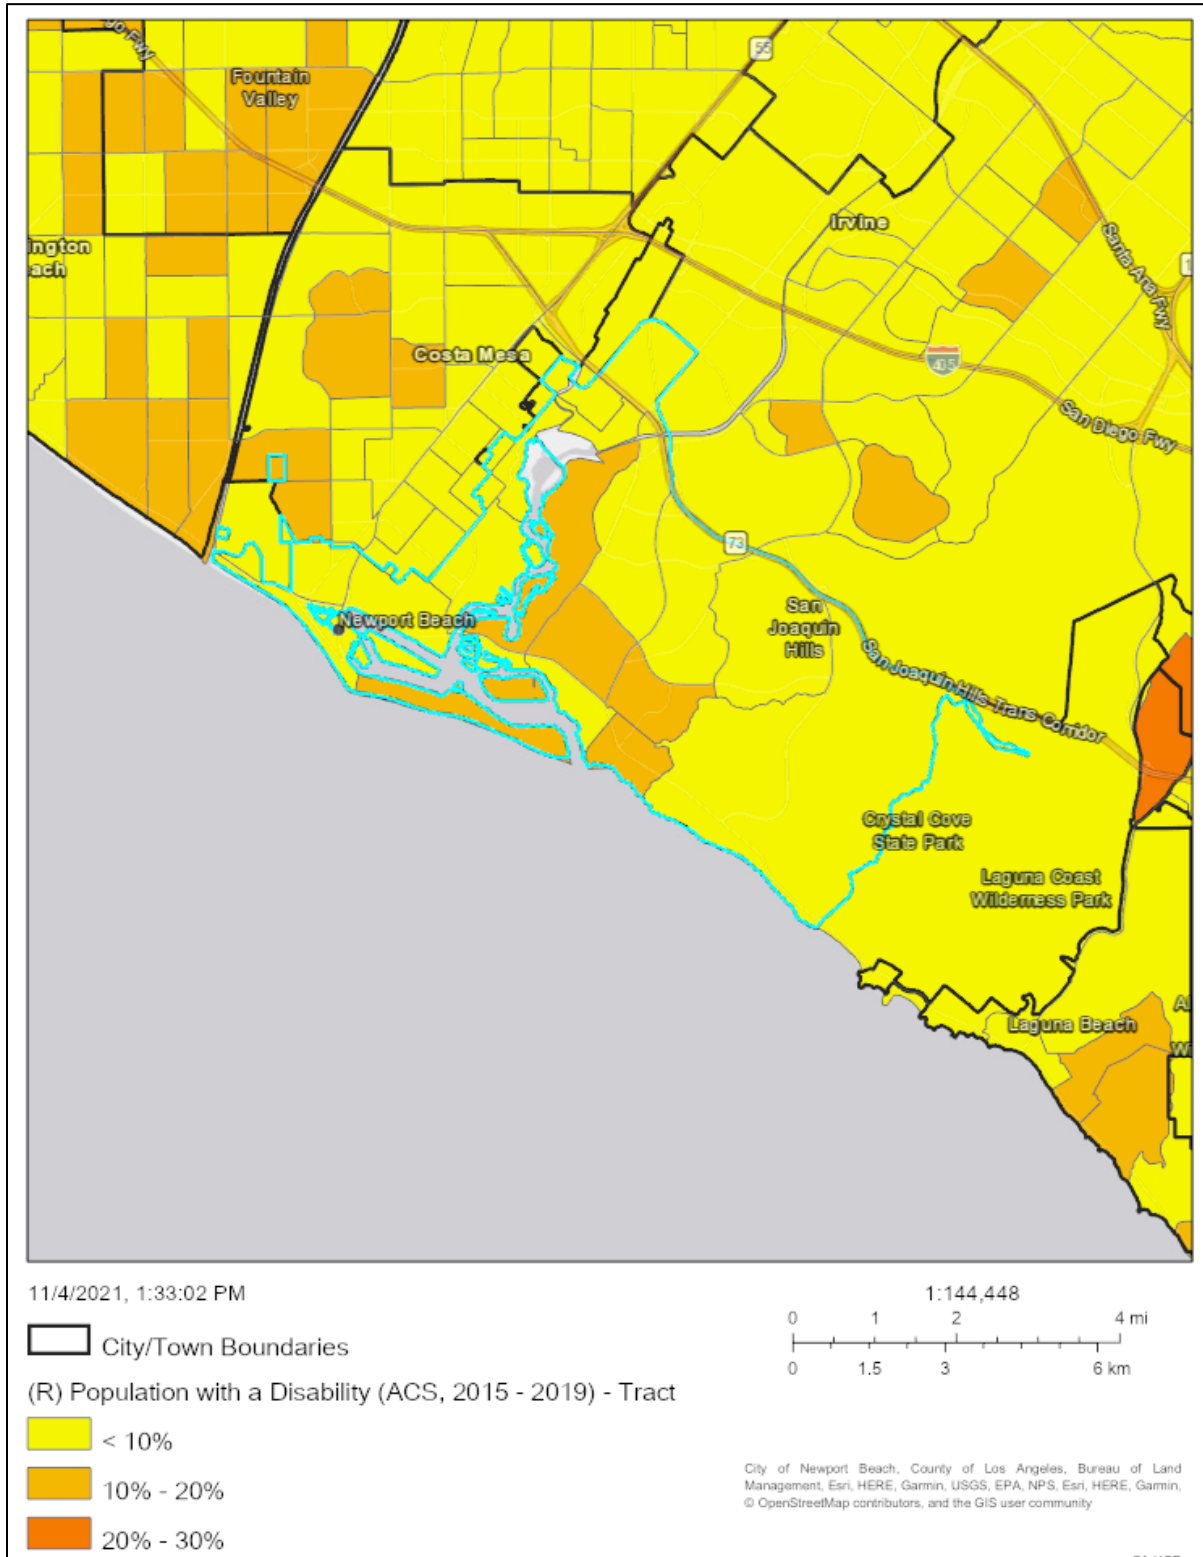 go Fwy
55
Fountain
Valley
Irvine
ington
each
Santa Ana Fwy
1
Costa Mesa
405
San Diego Fwy
73
San
Joaquin
Hills
Newport Beach
San Joaquin Hills Trans Corridor
Crystal Cove
State Park
Laguna Coast
Wilderness Park
Laguna Beach
A
W
11/4/2021, 1:33:02 PM
1:144,448
0 1 2 4 mi
0 1.5 3 6 km
City/Town Boundaries
(R) Population with a Disability (ACS, 2015 - 2019) - Tract
< 10%
10% - 20%
20% - 30%
City of Newport Beach, County of Los Angeles, Bureau of Land
Management, Esri, HERE, Garmin, USGS, EPA, NPS, Esri, HERE, Garmin,
© OpenStreetMap contributors, and the GIS user community